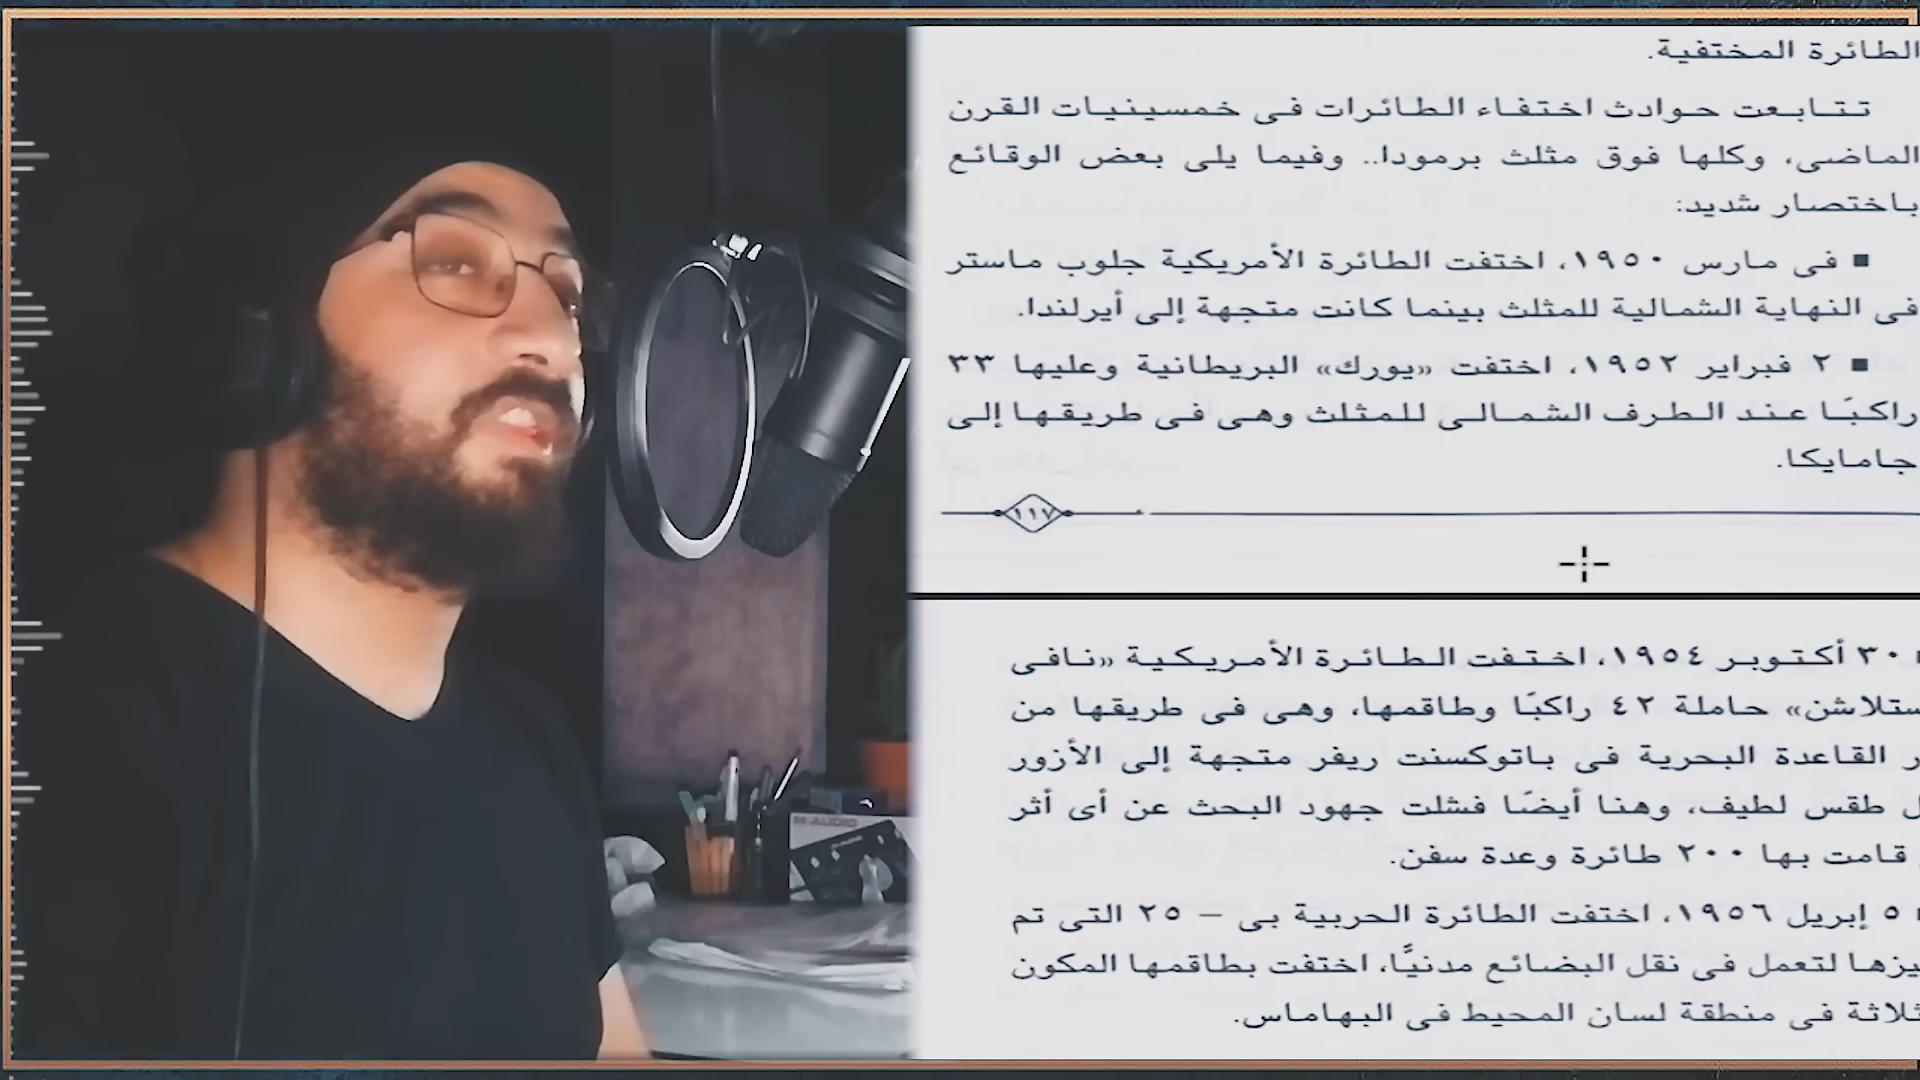 الطائرة المختفية.
تتابعت حوادث اختفاء الطائرات فى خمسينيات القرن
الماضى، وكلها فوق مثلث برمودا.. وفيما يلى بعض الوقائع
باختصار شديد:
■ فى مارس ١٩٥٠، اختفت الطائرة الأمريكية جلوب ماستر
فى النهاية الشمالية للمثلث بينما كانت متجهة إلى أيرلندا.
■ ٢ فبراير ١٩٥٢، اختفت «يورك» البريطانية وعليها ٣٣
راكبًا عند الطرف الشمالى للمثلث وهى فى طريقها إلى
جامايكا.
١١٧
٣٠ أكتوبر ١٩٥٤، اختفت الطائرة الأمريكية «نافى
ستلاشن» حاملة ٤٢ راكبًا وطاقمها، وهى فى طريقها من
القاعدة البحرية فى باتوكسنت ريفر متجهة إلى الأزور
طقس لطيف، وهنا أيضًا فشلت جهود البحث عن أى أثر
قامت بها ٢٠٠ طائرة وعدة سفن.
٥ إبريل ١٩٥٦، اختفت الطائرة الحربية بى – ٢٥ التى تم
يزها لتعمل فى نقل البضائع مدنيًّا، اختفت بطاقمها المكون
ثلاثة فى منطقة لسان المحيط فى البهاماس.
M-AUDIO